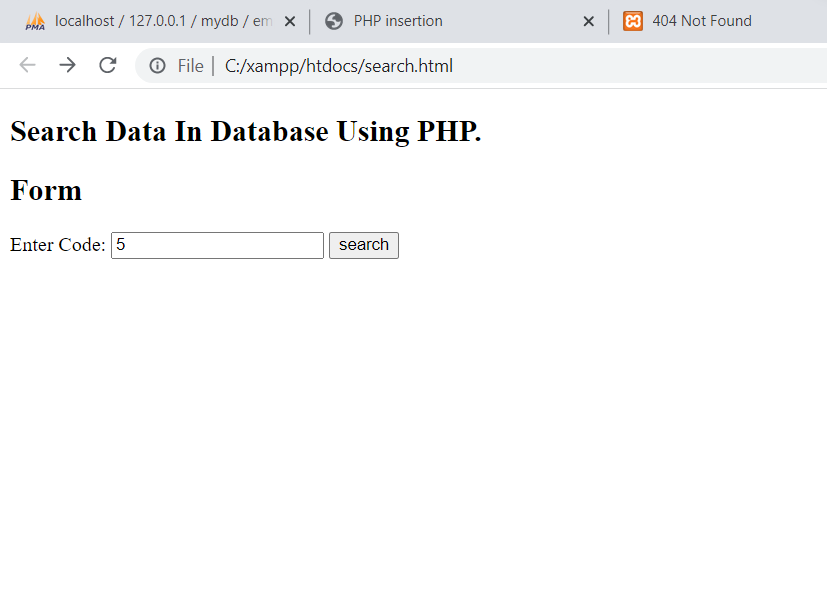 localhost / 127.0.0.1 / mydb / em
PHP insertion
404 Not Found
PMA
File | C:/xampp/htdocs/search.html
Search Data In Database Using PHP.
Form
Enter Code: 5 search